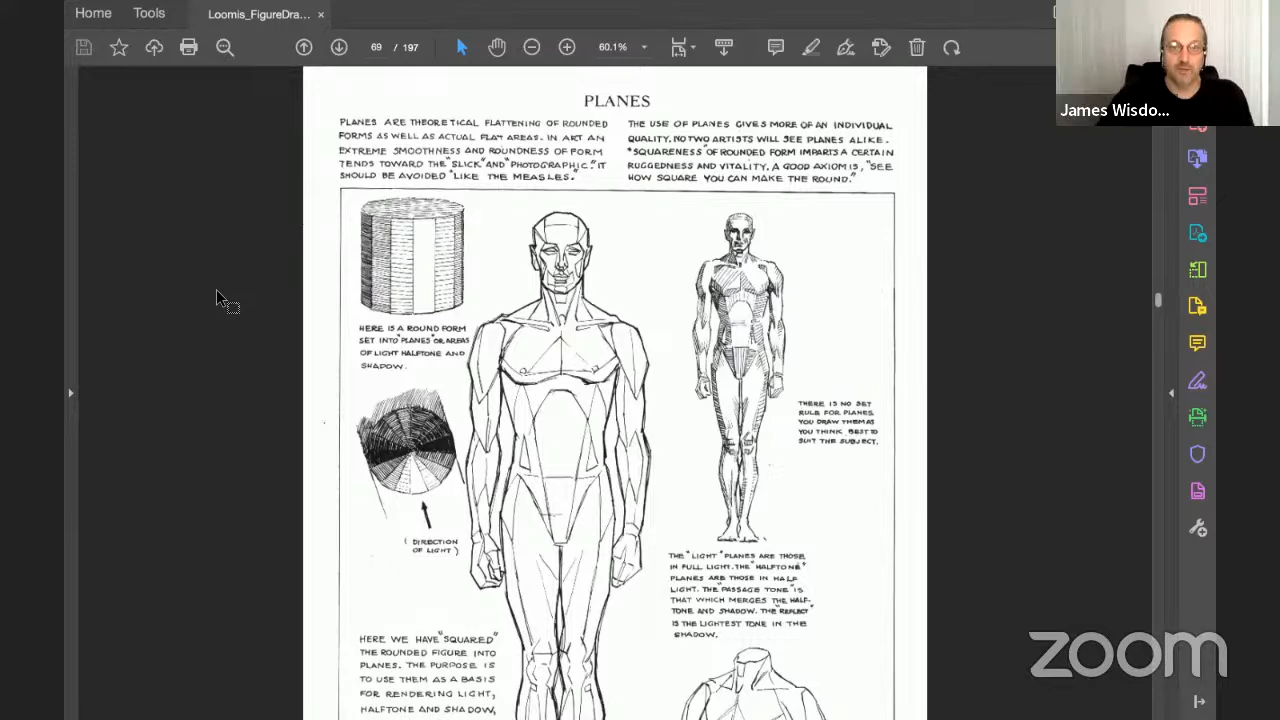 Home
Tools
Loomis_FigureDra... ×
69 / 197
60.1%
James Wisdo...
PLANES
PLANES ARE THEORETICAL FLATTENING OF ROUNDED
FORMS AS WELL AS ACTUAL FLAT AREAS. IN ART AN
EXTREME SMOOTHNESS AND ROUNDNESS OF FORM
TENDS TOWARD THE "SLICK" AND "PHOTOGRAPHIC." IT
SHOULD BE AVOIDED "LIKE THE MEASLES."
THE USE OF PLANES GIVES MORE OF AN INDIVIDUAL
QUALITY. NO TWO ARTISTS WILL SEE PLANES ALIKE.
"SQUARENESS" OF ROUNDED FORM IMPARTS A CERTAIN
RUGGEDNESS AND VITALITY. A GOOD AXIOM IS, "SEE
HOW SQUARE YOU CAN MAKE THE ROUND."
HERE IS A ROUND FORM
SET INTO "PLANES" OR AREAS
OF LIGHT HALFTONE AND
SHADOW.
(DIRECTION
OF LIGHT)
THERE IS NO SET
RULE FOR PLANES
YOU DRAW THEM AS
YOU THINK BEST TO
SUIT THE SUBJECT.
THE "LIGHT" PLANES ARE THOSE
IN FULL LIGHT. THE "HALFTONE"
PLANES ARE THOSE IN HALF
LIGHT. THE "PASSAGE TONE" IS
THAT WHICH MERGES THE HALF-
TONE AND SHADOW. THE "REFLECT"
IS THE LIGHTEST TONE IN THE
SHADOW.
HERE WE HAVE "SQUARED"
THE ROUNDED FIGURE INTO
PLANES. THE PURPOSE IS
TO USE THEM AS A BASIS
FOR RENDERING LIGHT,
HALFTONE AND SHADOW,
zoom